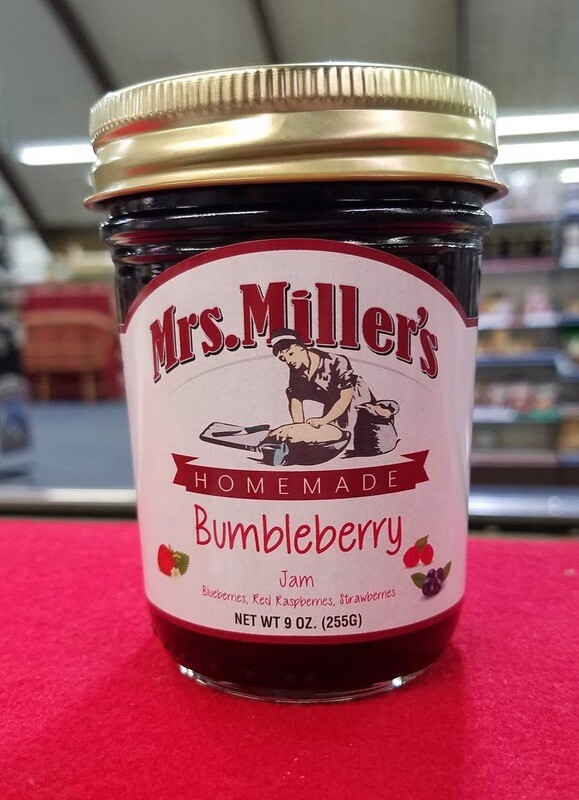 Mrs. Miller's
HOMEMADE
Bumbleberry
Jam
Blueberries, Red Raspberries, Strawberries
NET WT 9 OZ. (255G)